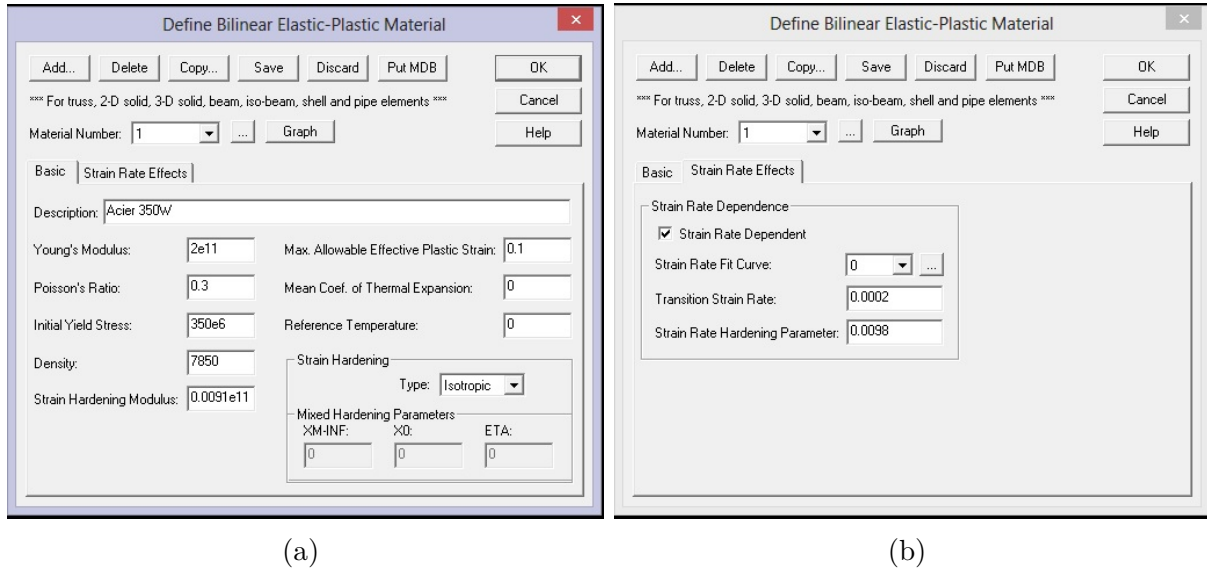 Define Bilinear Elastic-Plastic Material
Add... Delete Copy... Save Discard Put MDB OK
*** For truss, 2-D solid, 3-D solid, beam, iso-beam, shell and pipe elements *** Cancel
Material Number: 1 ... Graph Help
Basic Strain Rate Effects
Description: Acier 350W
Young's Modulus: 2e11 Max. Allowable Effective Plastic Strain: 0.1
Poisson's Ratio: 0.3 Mean Coef. of Thermal Expansion: 0
Initial Yield Stress: 350e6 Reference Temperature: 0
Density: 7850 Strain Hardening
Type: Isotropic
Strain Hardening Modulus: 0.0091e11
Mixed Hardening Parameters
XM-INF: X0: ETA:
0 0 0
(a)
Define Bilinear Elastic-Plastic Material
Add... Delete Copy... Save Discard Put MDB OK
*** For truss, 2-D solid, 3-D solid, beam, iso-beam, shell and pipe elements *** Cancel
Material Number: 1 ... Graph Help
Basic Strain Rate Effects
Strain Rate Dependence
Strain Rate Dependent
Strain Rate Fit Curve: 0 ...
Transition Strain Rate: 0.0002
Strain Rate Hardening Parameter: 0.0098
(b)